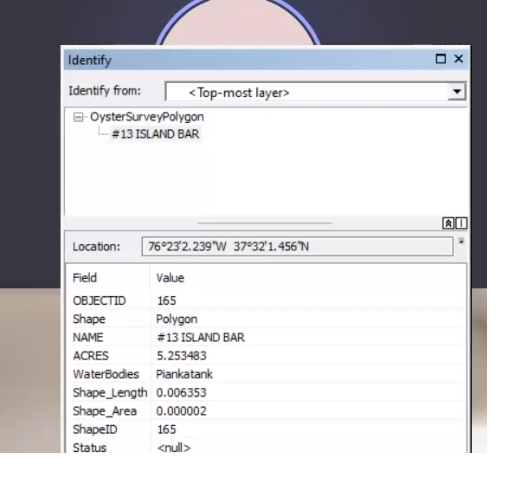 Identify
Identify from: <Top-most layer>
OysterSurveyPolygon
#13 ISLAND BAR
Location: 76°23'2.239"W 37°32'1.456"N
Field Value
OBJECTID 165
Shape Polygon
NAME #13 ISLAND BAR
ACRES 5.253483
WaterBodies Piankatank
Shape_Length 0.006353
Shape_Area 0.000002
ShapeID 165
Status <null>